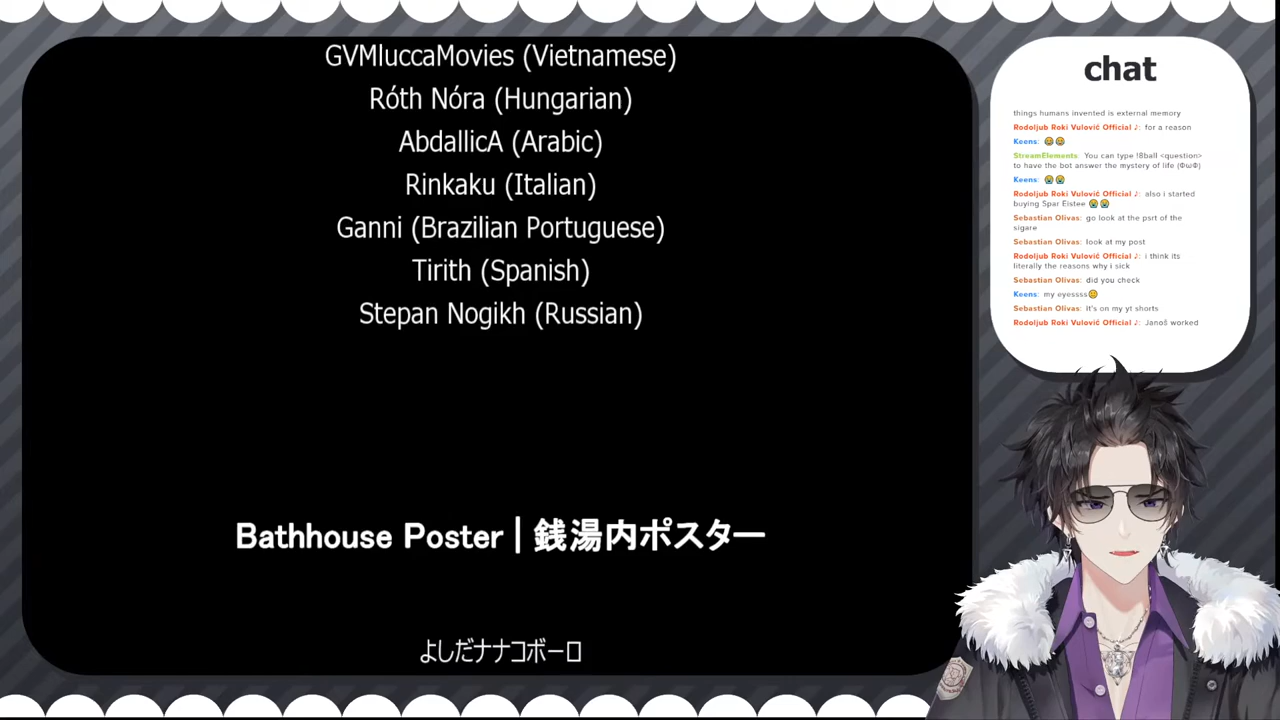 GVMluccaMovies (Vietnamese)
Róth Nóra (Hungarian)
AbdallicA (Arabic)
Rinkaku (Italian)
Ganni (Brazilian Portuguese)
Tirith (Spanish)
Stepan Nogikh (Russian)
Bathhouse Poster | 銭湯内ポスター
よしだナナコボーロ
chat
things humans invented is external memory
Rodoljub Roki Vulović Official ♪: for a reason
Keens: 😂😂
StreamElements: You can type !8ball <question>
to have the bot answer the mystery of life (ΦωΦ)
Keens: 😭😭
Rodoljub Roki Vulović Official ♪: also i started
buying Spar Eistee 😭😭
Sebastian Olivas: go look at the psrt of the
sigare
Sebastian Olivas: look at my post
Rodoljub Roki Vulović Official ♪: i think its
literally the reasons why i sick
Sebastian Olivas: did you check
Keens: my eyessss🙂
Sebastian Olivas: It's on my yt shorts
Rodoljub Roki Vulović Official ♪: Janoš worked